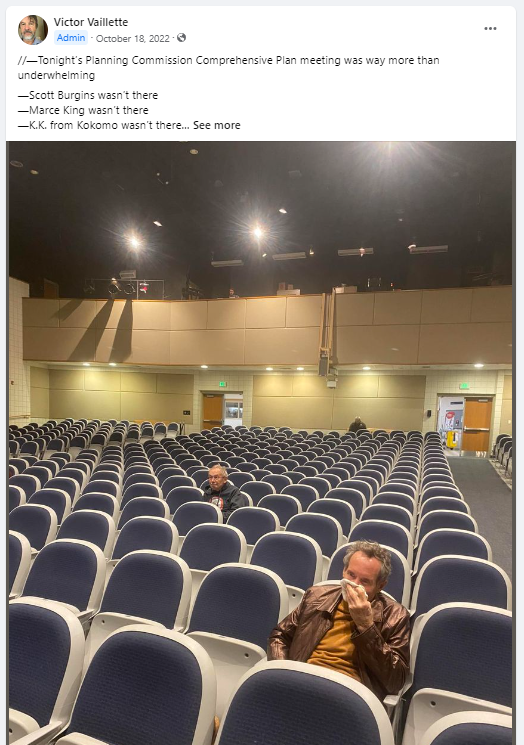 Victor Vaillette
Admin · October 18, 2022 ·
//—Tonight's Planning Commission Comprehensive Plan meeting was way more than
underwhelming
—Scott Burgins wasn't there
—Marce King wasn't there
—K.K. from Kokomo wasn't there... See more